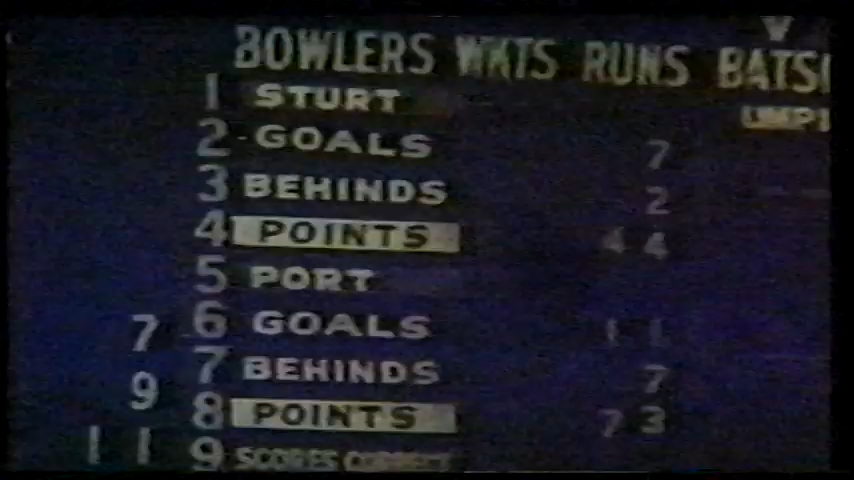 BOWLERS WKTS RUNS BATS
1 STURT
2 GOALS 7
3 BEHINDS 2
4 POINTS 44
5 PORT
7 6 GOALS 11
7 BEHINDS 7
9 8 POINTS 73
11 9 SCORES CORRECT